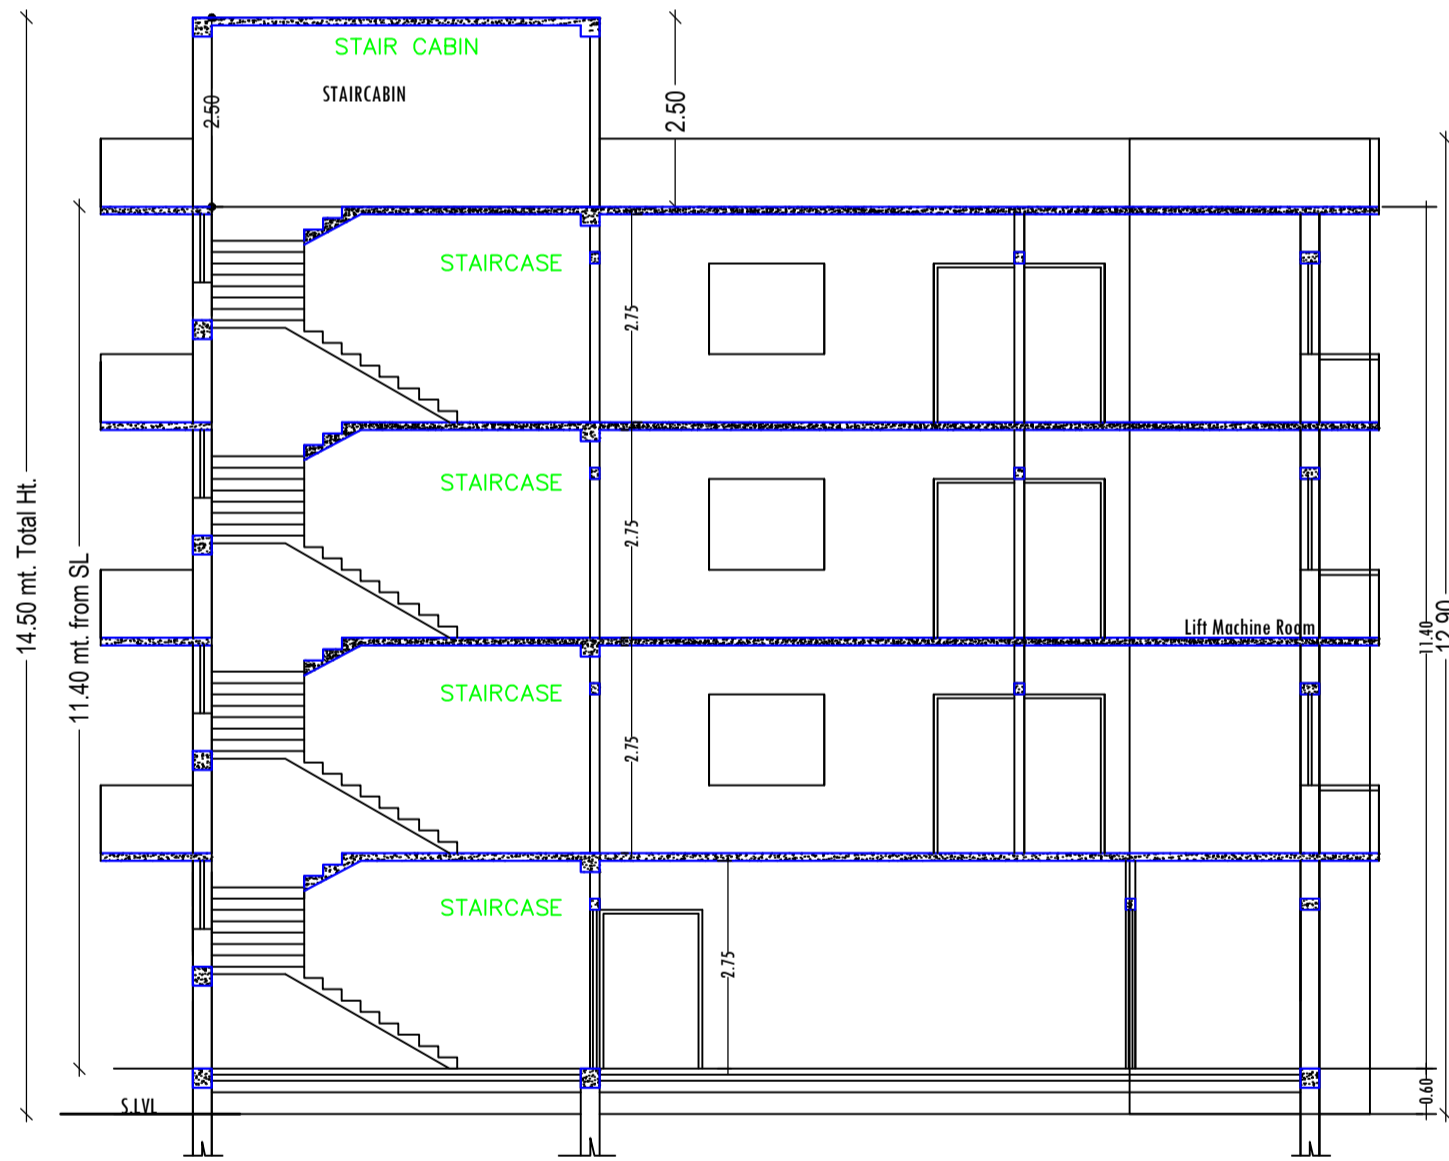 STAIR CABIN
STAIRCABIN
2.50
2.50
STAIRCASE
2.75
STAIRCASE
2.75
14.50 mt. Total Ht.
11.40 mt. from SL
Lift Machine Room
11.40
12.90
STAIRCASE
2.75
STAIRCASE
2.75
0.60
S.LVL